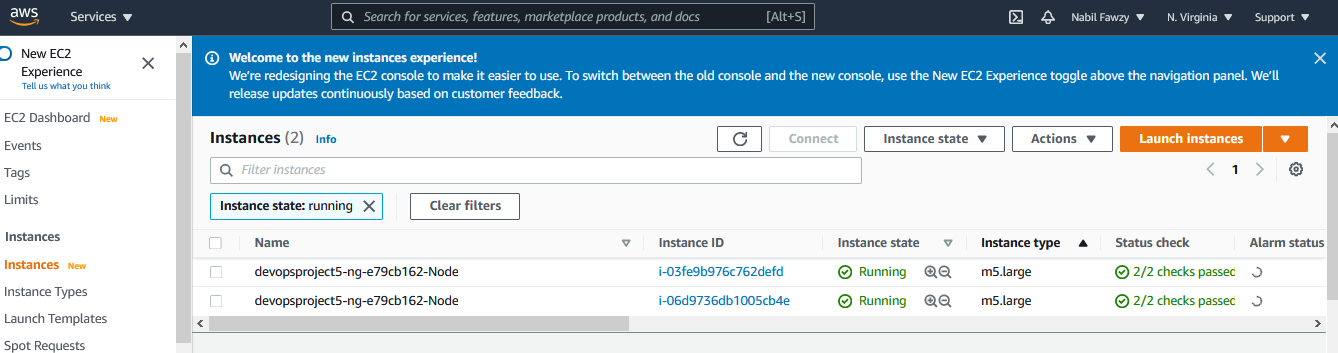 aws
Services
Search for services, features, marketplace products, and docs
[Alt+S]
Nabil Fawzy
N. Virginia
Support
New EC2
Experience
Tell us what you think
EC2 Dashboard New
Events
Tags
Limits
Instances
Instances New
Instance Types
Launch Templates
Spot Requests
Welcome to the new instances experience!
We're redesigning the EC2 console to make it easier to use. To switch between the old console and the new console, use the New EC2 Experience toggle above the navigation panel. We'll
release updates continuously based on customer feedback.
Instances (2) Info
Connect
Instance state
Actions
Launch instances
Filter instances
1
Instance state: running
Clear filters
Name Instance ID Instance state Instance type Status check Alarm status
devopsproject5-ng-e79cb162-Node i-03fe9b976c762defd Running m5.large 2/2 checks passed
devopsproject5-ng-e79cb162-Node i-06d9736db1005cb4e Running m5.large 2/2 checks passed